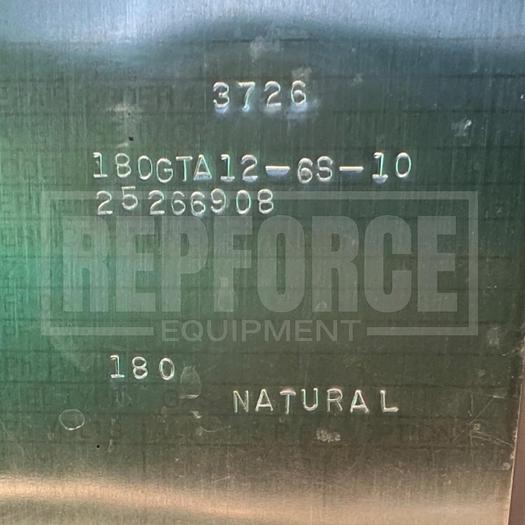 3726
180GTA12-6S-10
25266908
REPFORCE
EQUIPMENT
180
NATURAL